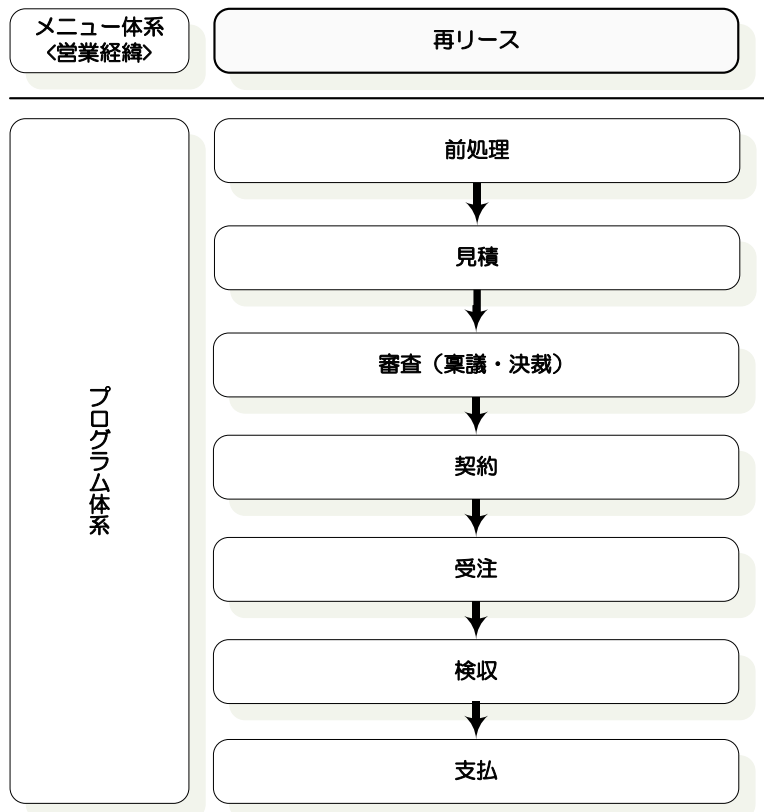 メニュー体系
<営業経緯>
再リース
プログラム体系
前処理
見積
審査（稟議・決裁）
契約
受注
検収
支払